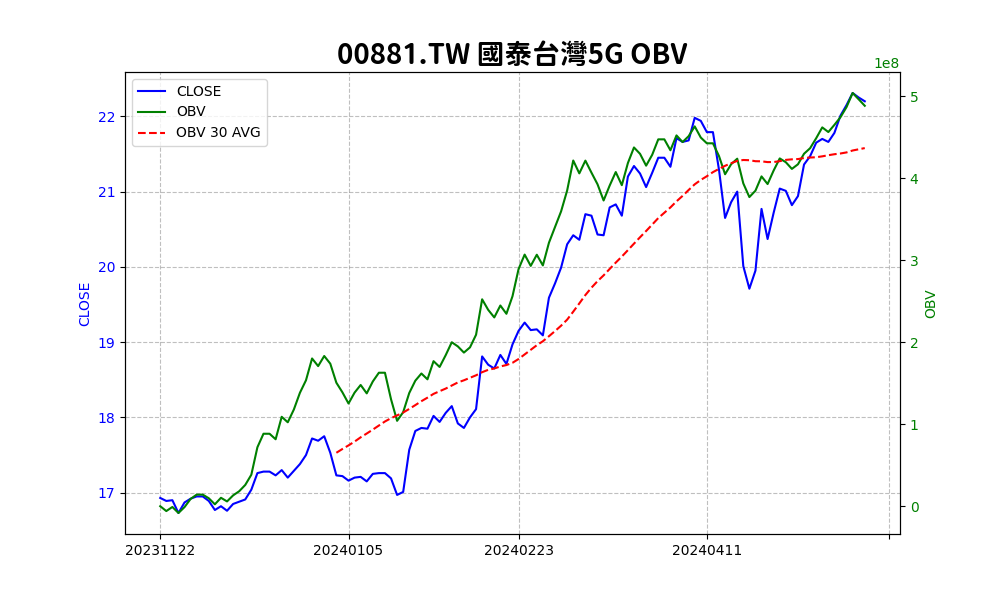 00881.TW 國泰台灣5G OBV
1e8
CLOSE
OBV
OBV 30 AVG
22
21
20
19
18
17
CLOSE
5
4
3
2
1
0
OBV
20231122
20240105
20240223
20240411